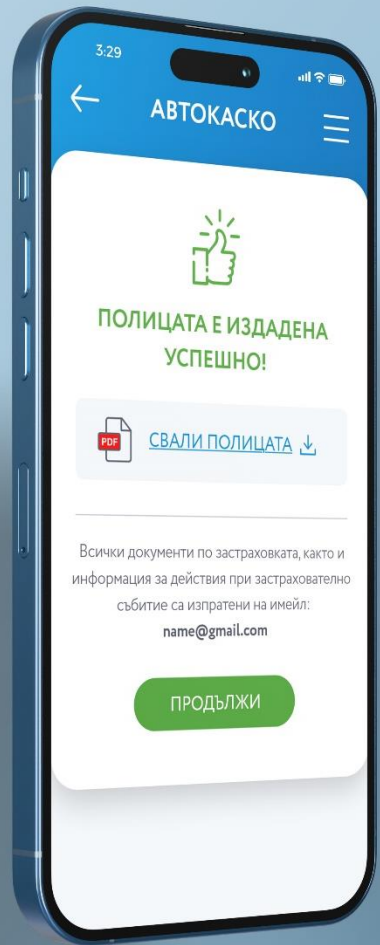 3:29
АВТОКАСКО
ПОЛИЦАТА Е ИЗДАДЕНА
УСПЕШНО!
PDF
СВАЛИ ПОЛИЦАТА
Всички документи по застраховката, както и
информация за действия при застрахователно
събитие са изпратени на имейл:
name@gmail.com
ПРОДЪЛЖИ